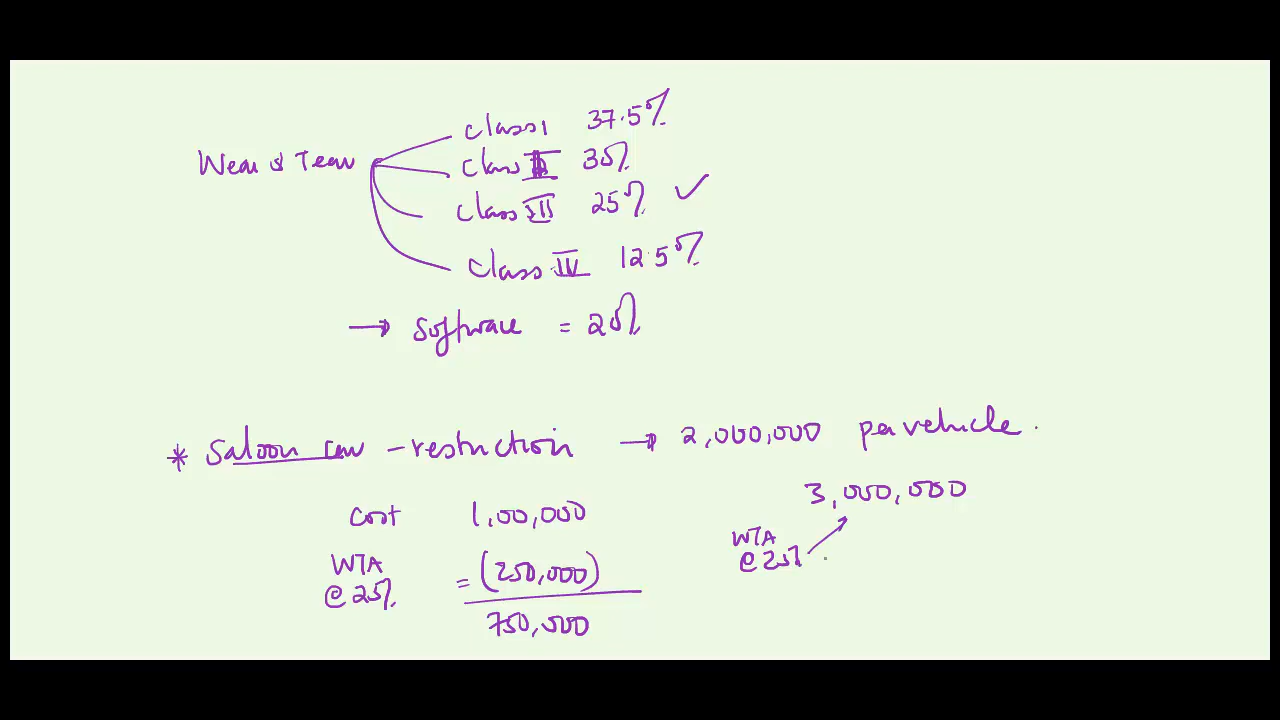 Wear & Tear
Class 1 37.5%
Class II 30%
Class III 25% ✓
Class IV 12.5%
→ Software = 20%
* Saloon car - restriction → 2,000,000 per vehicle.
3,000,000
Cost 1,00,000
WTA
@ 25%
WTA
@ 25% = (250,000)
750,000